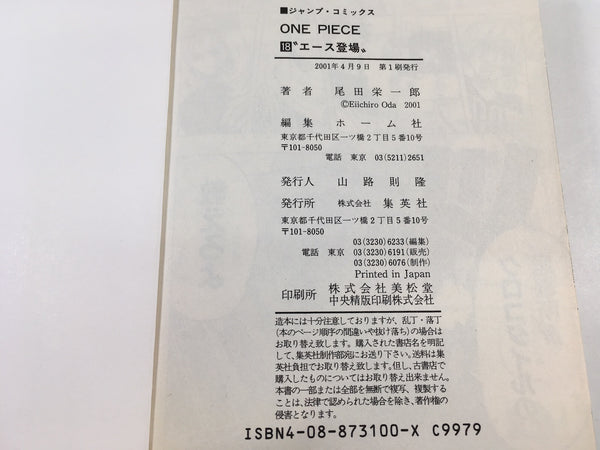 ■ジャンプ・コミックス
ONE PIECE
18〝エース登場〟
2001年4月9日 第1刷発行
著者 尾田栄一郎
©Eiichiro Oda 2001
編集 ホーム社
東京都千代田区一ツ橋2丁目5番10号
〒101-8050
電話 東京 03(5211)2651
発行人 山路則隆
発行所 株式会社 集英社
東京都千代田区一ツ橋2丁目5番10号
〒101-8050
03(3230)6233(編集)
電話 東京 03(3230)6191(販売)
03(3230)6076(制作)
Printed in Japan
印刷所 株式会社美松堂
中央精版印刷株式会社
造本には十分注意しておりますが、乱丁・落丁
(本のページ順序の間違いや抜け落ち)の場合は
お取り替え致します。購入された書店名を明記
して、集英社制作部宛にお送り下さい。送料は集
英社負担でお取り替え致します。但し、古書店で
購入したものについてはお取り替え出来ません。
本書の一部または全部を無断で複写、複製する
ことは、法律で認められた場合を除き、著作権の
侵害となります。
ISBN4-08-873100-X C9979